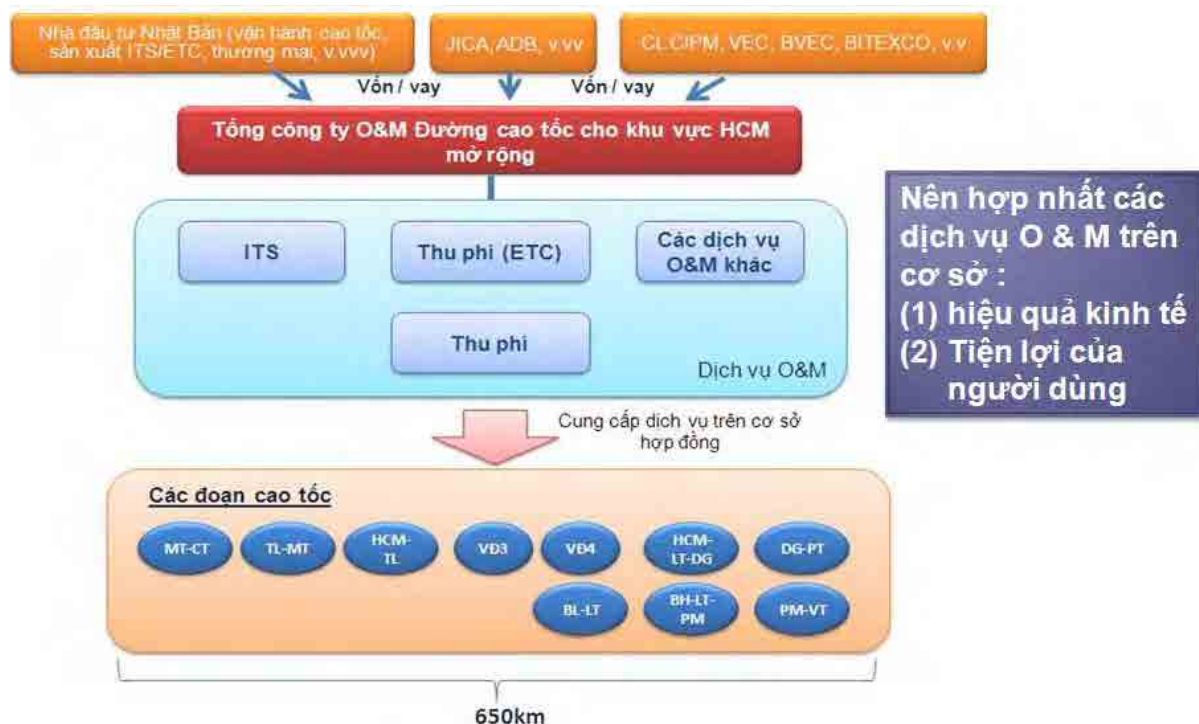 Nhà đầu tư Nhật Bản (vận hành cao tốc,
sản xuất ITS/ETC, thương mại, v.vvv)
JICA, ADB, v.vv
CL.CIPM, VEC, BVEC, BITEXCO, v.v
Vốn / vay
Vốn / vay
Tổng công ty O&M Đường cao tốc cho khu vực HCM
mở rộng
ITS
Thu phí (ETC)
Các dịch vụ
O&M khác
Thu phí
Dịch vụ O&M
Nên hợp nhất các
dịch vụ O & M trên
cơ sở :
(1) hiệu quả kinh tế
(2) Tiện lợi của
người dùng
Cung cấp dịch vụ trên cơ sở
hợp đồng
Các đoạn cao tốc
MT-CT
TL-MT
HCM-
TL
VĐ3
VĐ4
HCM-
LT-DG
DG-PT
BL-LT
BH-LT-
PM
PM-VT
650km